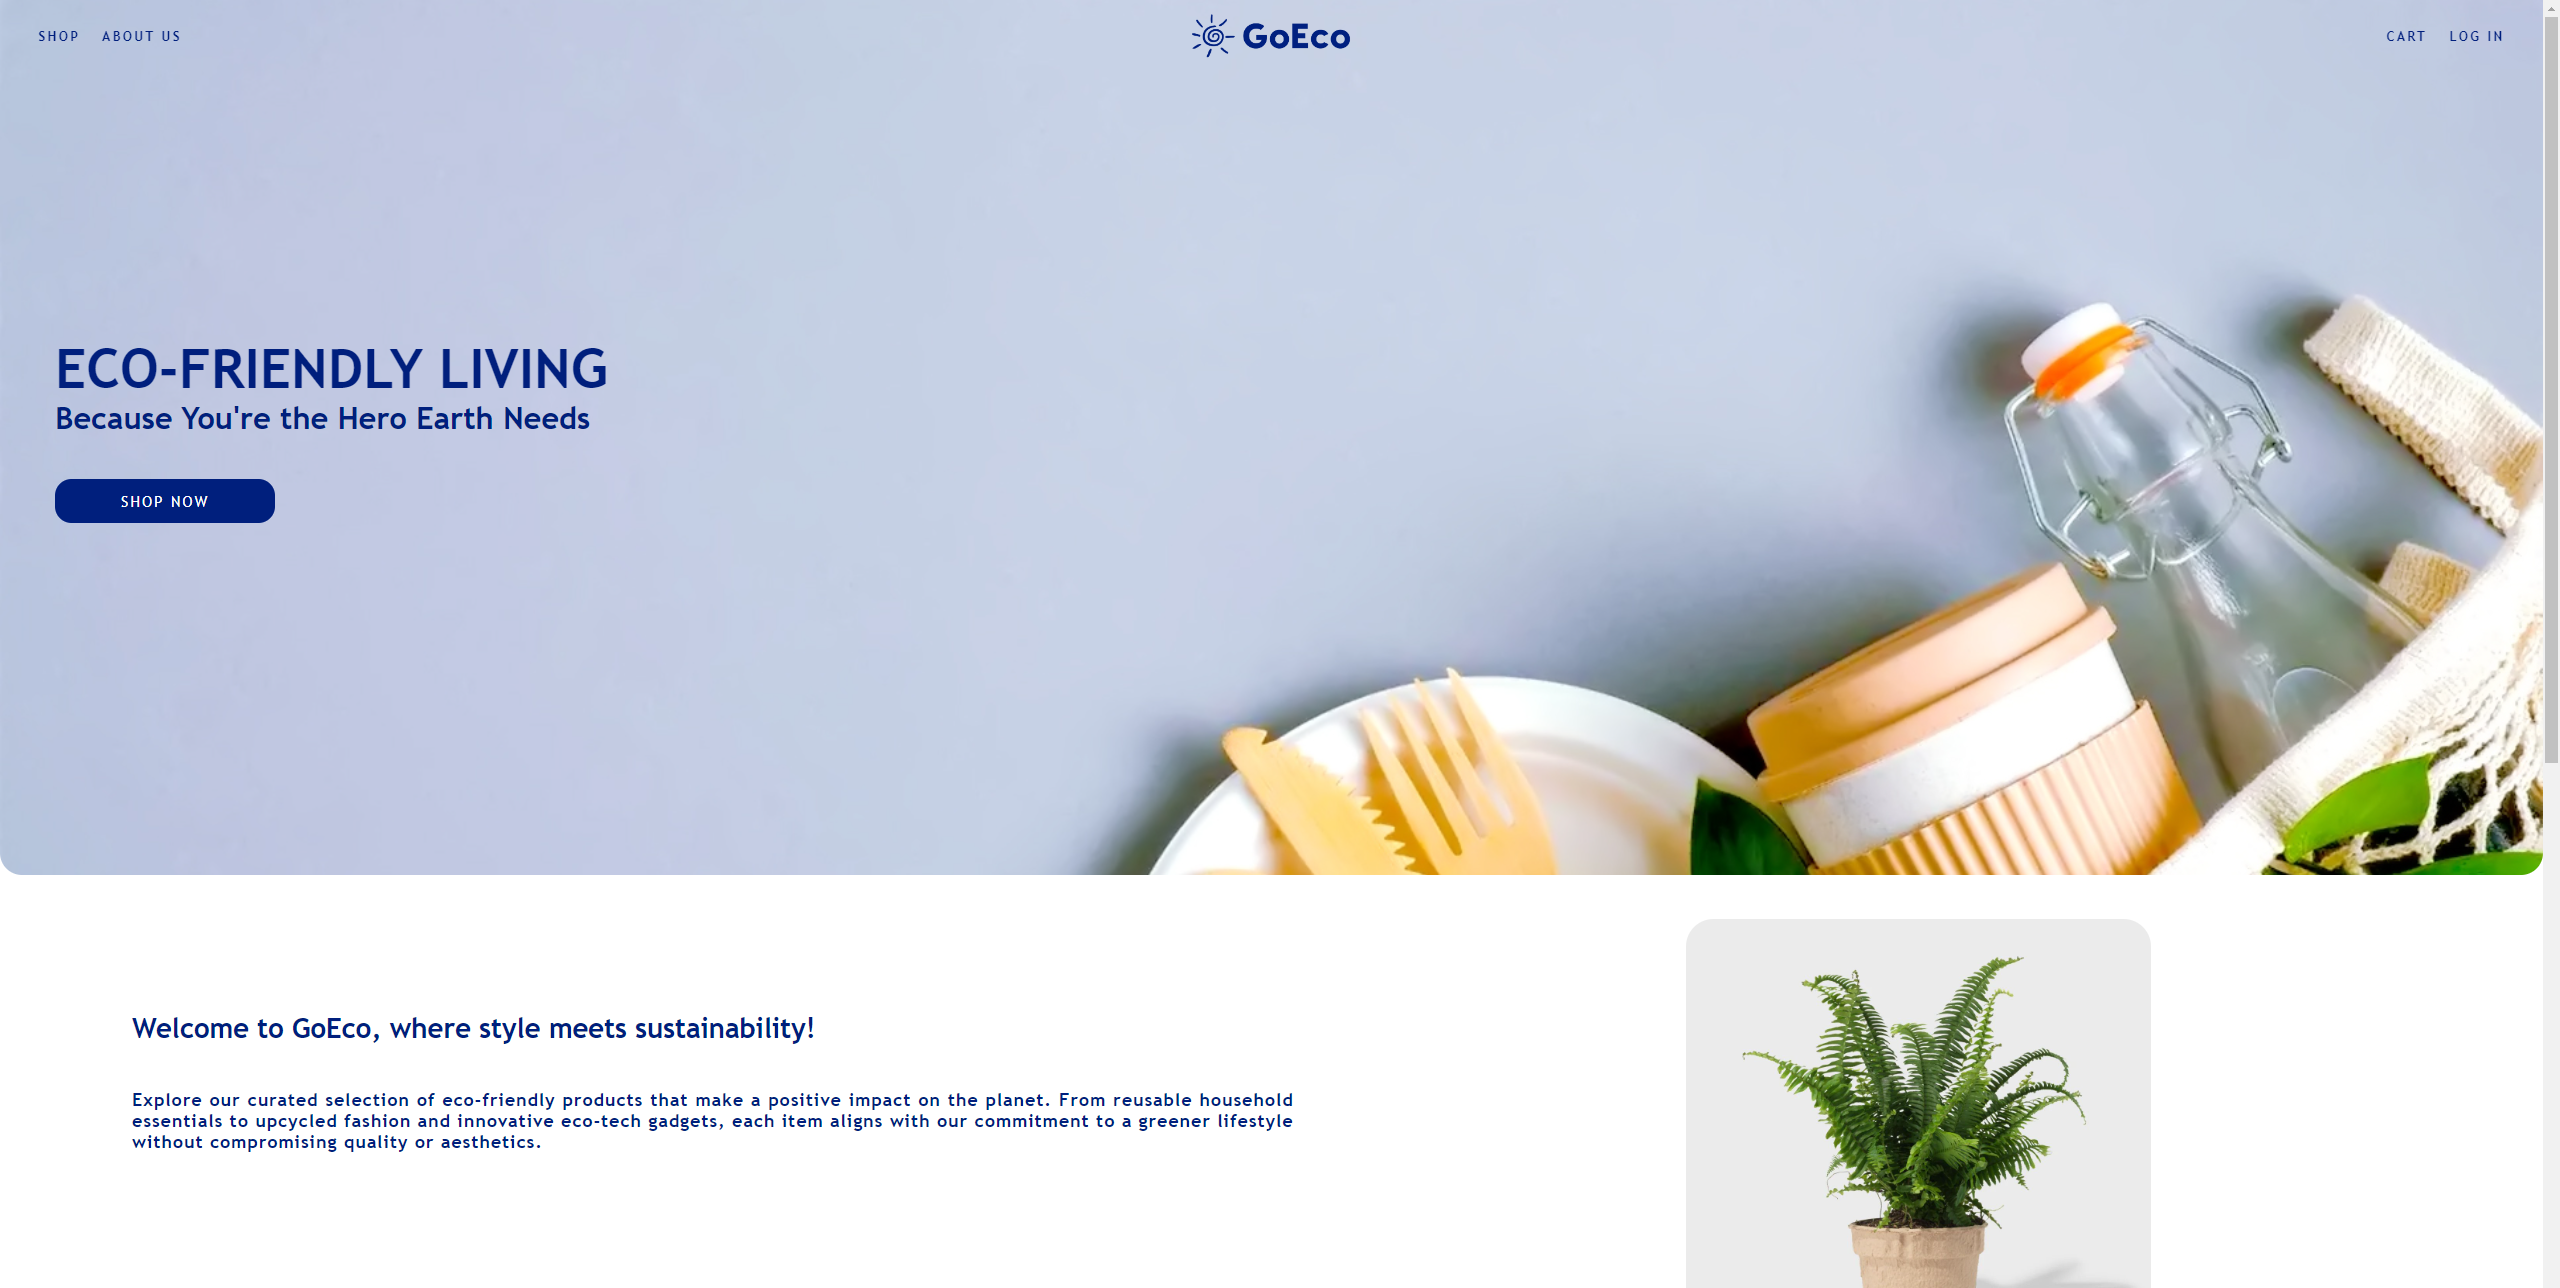 SHOP ABOUT US GoEco CART LOG IN
ECO-FRIENDLY LIVING
Because You're the Hero Earth Needs
SHOP NOW
Welcome to GoEco, where style meets sustainability!
Explore our curated selection of eco-friendly products that make a positive impact on the planet. From reusable household
essentials to upcycled fashion and innovative eco-tech gadgets, each item aligns with our commitment to a greener lifestyle
without compromising quality or aesthetics.